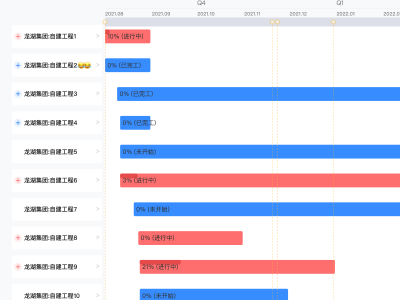 Q4 Q1
2021.08 2021.09 2021.10 2021.11 2021.12 2022.01 2022
龙湖集团:自建工程1 > 10% (进行中)
龙湖集团:自建工程2😂😂 > 0% (已完工)
龙湖集团:自建工程3 > 0% (已完工)
龙湖集团:自建工程4 > 0% (已完工)
龙湖集团:自建工程5 > 0% (未开始)
龙湖集团:自建工程6 > 3% (进行中)
龙湖集团:自建工程7 > 0% (未开始)
龙湖集团:自建工程8 > 0% (进行中)
龙湖集团:自建工程9 > 21% (进行中)
龙湖集团:自建工程10 > 0% (未开始)